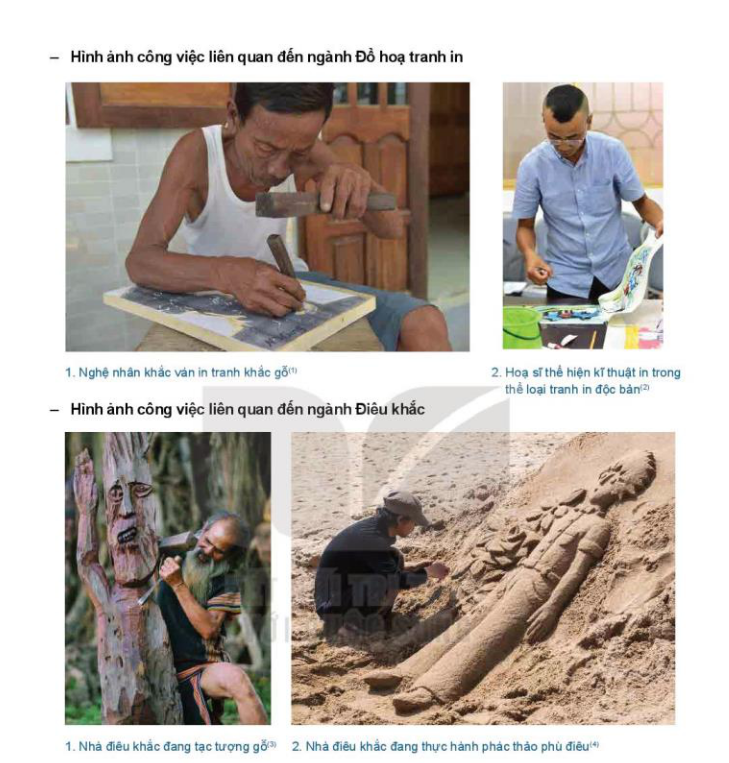 – Hình ảnh công việc liên quan đến ngành Đồ hoạ tranh in
1. Nghệ nhân khắc ván in tranh khắc gỗ(1)
2. Hoạ sĩ thể hiện kĩ thuật in trong
thể loại tranh in độc bản(2)
– Hình ảnh công việc liên quan đến ngành Điêu khắc
1. Nhà điêu khắc đang tạc tượng gỗ(3)
2. Nhà điêu khắc đang thực hành phác thảo phù điêu(4)